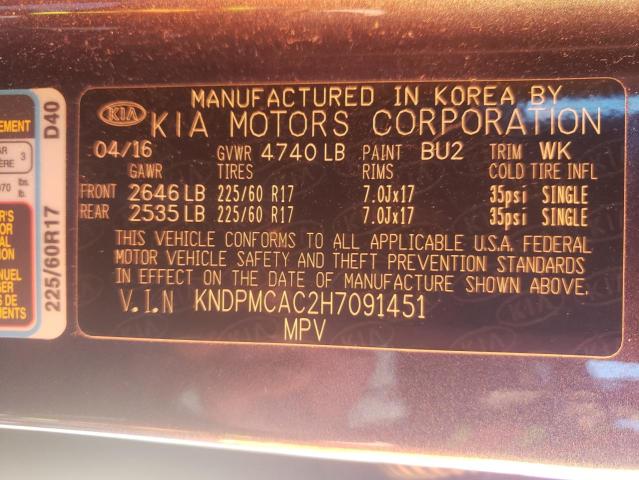 MANUFACTURED IN KOREA BY
KIA KIA MOTORS CORPORATION
04/16 GVWR 4740 LB PAINT BU2 TRIM WK
GAWR TIRES RIMS COLD TIRE INFL
FRONT 2646 LB 225/60 R17 7.0Jx17 35psi SINGLE
REAR 2535 LB 225/60 R17 7.0Jx17 35psi SINGLE
THIS VEHICLE CONFORMS TO ALL APPLICABLE U.S.A. FEDERAL
MOTOR VEHICLE SAFETY AND THEFT PREVENTION STANDARDS
IN EFFECT ON THE DATE OF MANUFACTURE SHOWN ABOVE.
V.I.N KNDPMCAC2H7091451
MPV
225/60R17 D40
3
lbs.